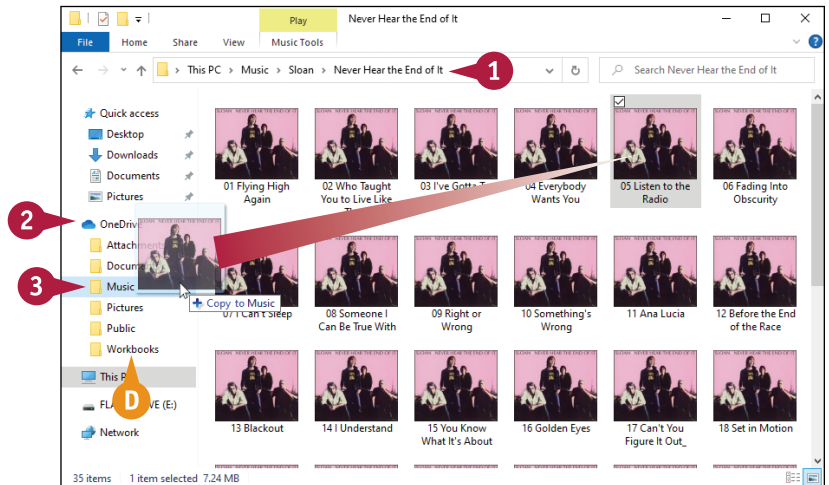 Play
Never Hear the End of It
File
Home
Share
View
Music Tools
This PC > Music > Sloan > Never Hear the End of It
1
Search Never Hear the End of It
Quick access
Desktop
Downloads
Documents
Pictures
2
OneDrive
3
Music
Copy to Music
Pictures
Public
Workbooks
This
D
(E:)
Network
01 Flying High
Again
02 Who Taught
You to Live Like
03 I've Gotta
04 Everybody
Wants You
05 Listen to the
Radio
06 Fading Into
Obscurity
07 I Can't Sleep
08 Someone I
Can Be True With
09 Right or
Wrong
10 Something's
Wrong
11 Ana Lucia
12 Before the End
of the Race
13 Blackout
14 I Understand
15 You Know
What It's About
16 Golden Eyes
17 Can't You
Figure It Out_
18 Set in Motion
35 items
1 item selected 7.24 MB